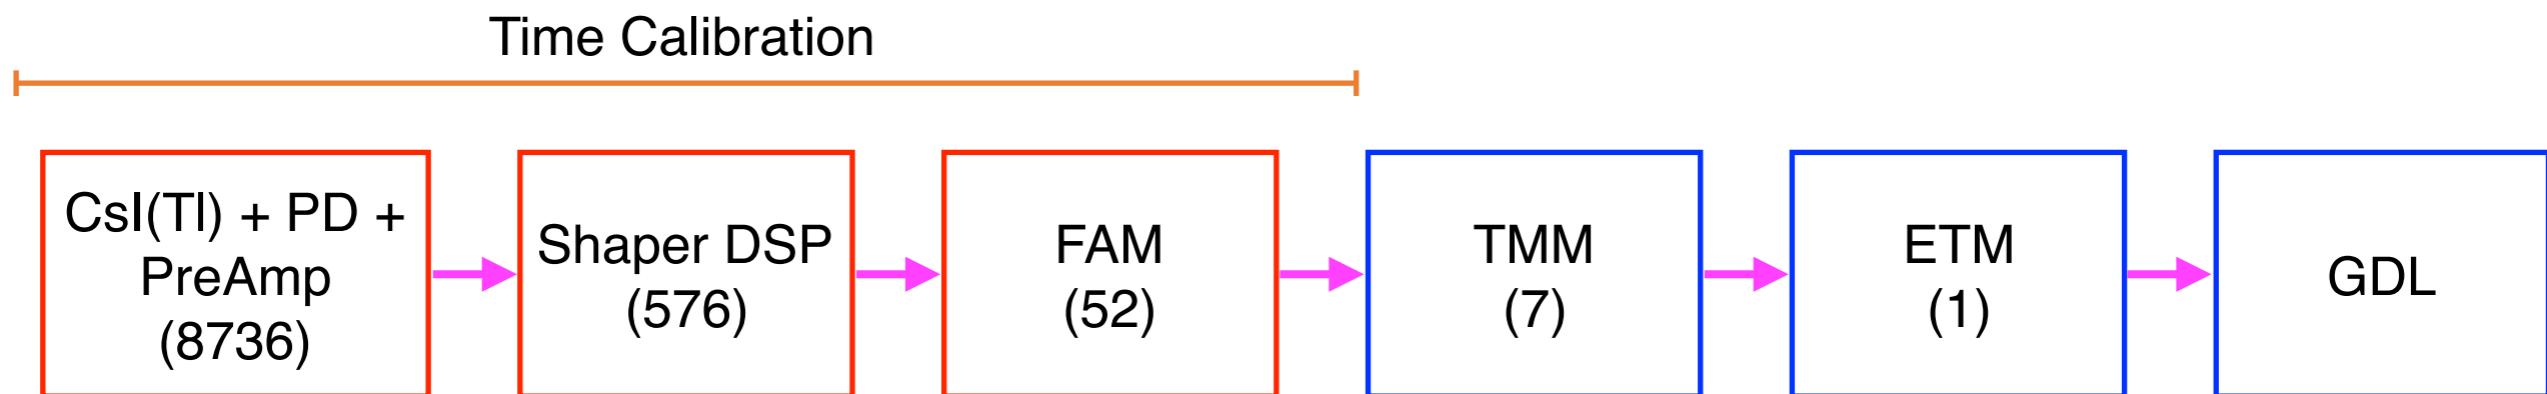 Time Calibration
CsI(Tl) + PD +
PreAmp
(8736)
Shaper DSP
(576)
FAM
(52)
TMM
(7)
ETM
(1)
GDL